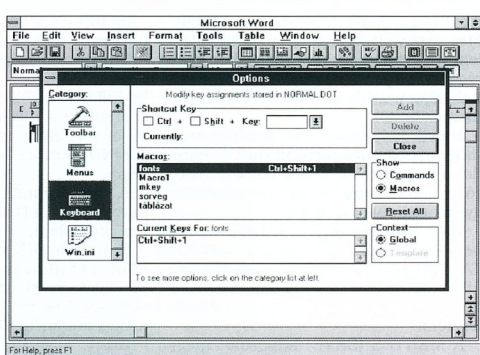 Microsoft Word
File Edit View Insert Format Tools Table Window Help
Norma
Options
Category:
Modify key assignments stored in NORMAL.DOT
Shortcut Key
Ctrl + Shift + Key:
Currently:
Add
Delete
Close
Toolbar
Menus
Keyboard
Win.ini
Macros:
fonts Ctrl+Shift+1
Macro1
mkey
sorveg
táblázat
Show
Commands
Macros
Reset All
Current Keys For: fonts
Ctrl+Shift+1
Context
Global
Template
To see more options, click on the category list at left.
For Help, press F1